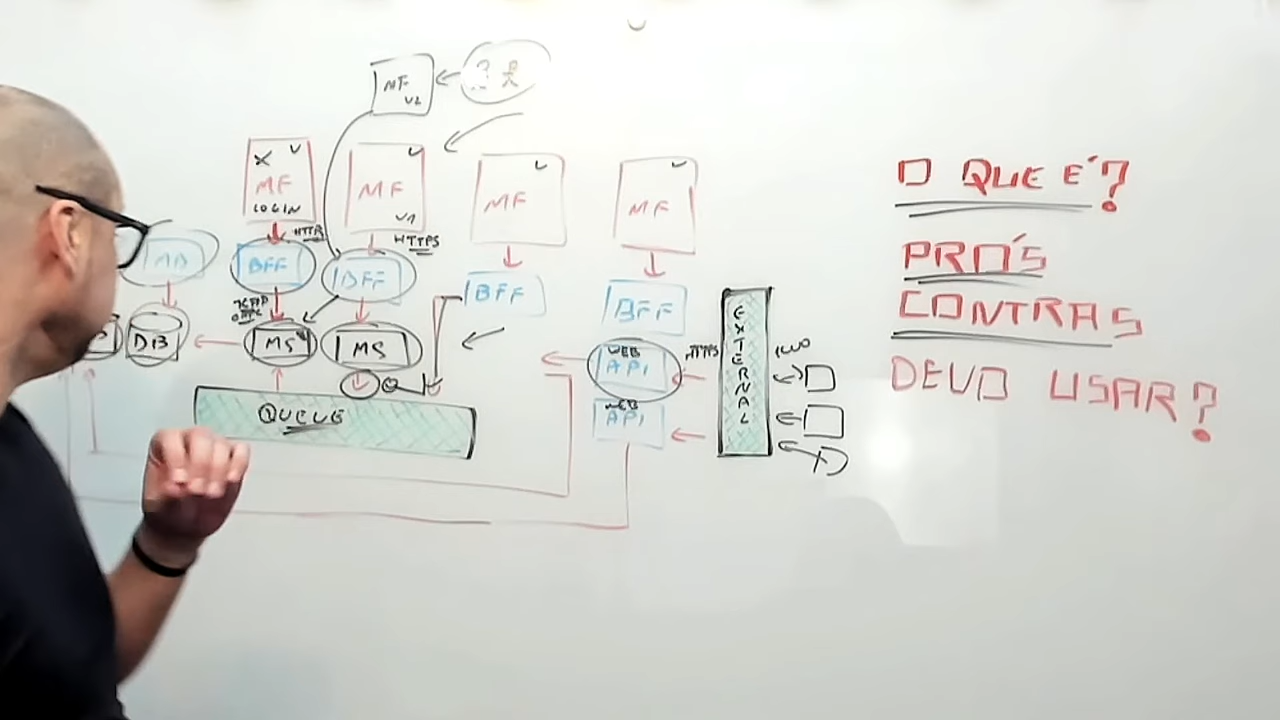 MF
V2
MF
LOGIN
MF
V1
MF
MF
HTTPS
HTTPS
BFF
BFF
BFF
BFF
DB
MS
MS
QUEUE
WEB
API
WEB
API
HTTPS
EXTERNAL
O QUE É?
PRÓS
CONTRAS
DEVO USAR?